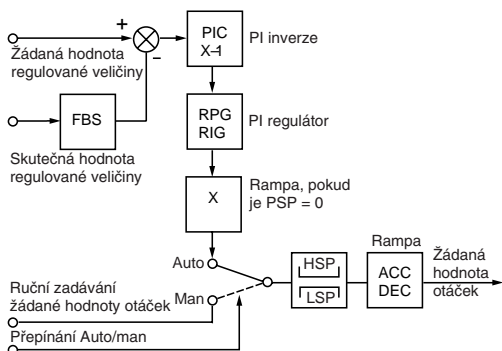 +
-
Žádaná hodnota
regulované veličiny
PIC
X-1
PI inverze
FBS
Skutečná hodnota
regulované veličiny
RPG
RIG
PI regulátor
X
Rampa, pokud
je PSP = 0
Auto
Man
Ruční zadávání
žádané hodnoty otáček
Přepínání Auto/man
HSP
LSP
Rampa
ACC
DEC
Žádaná
hodnota
otáček